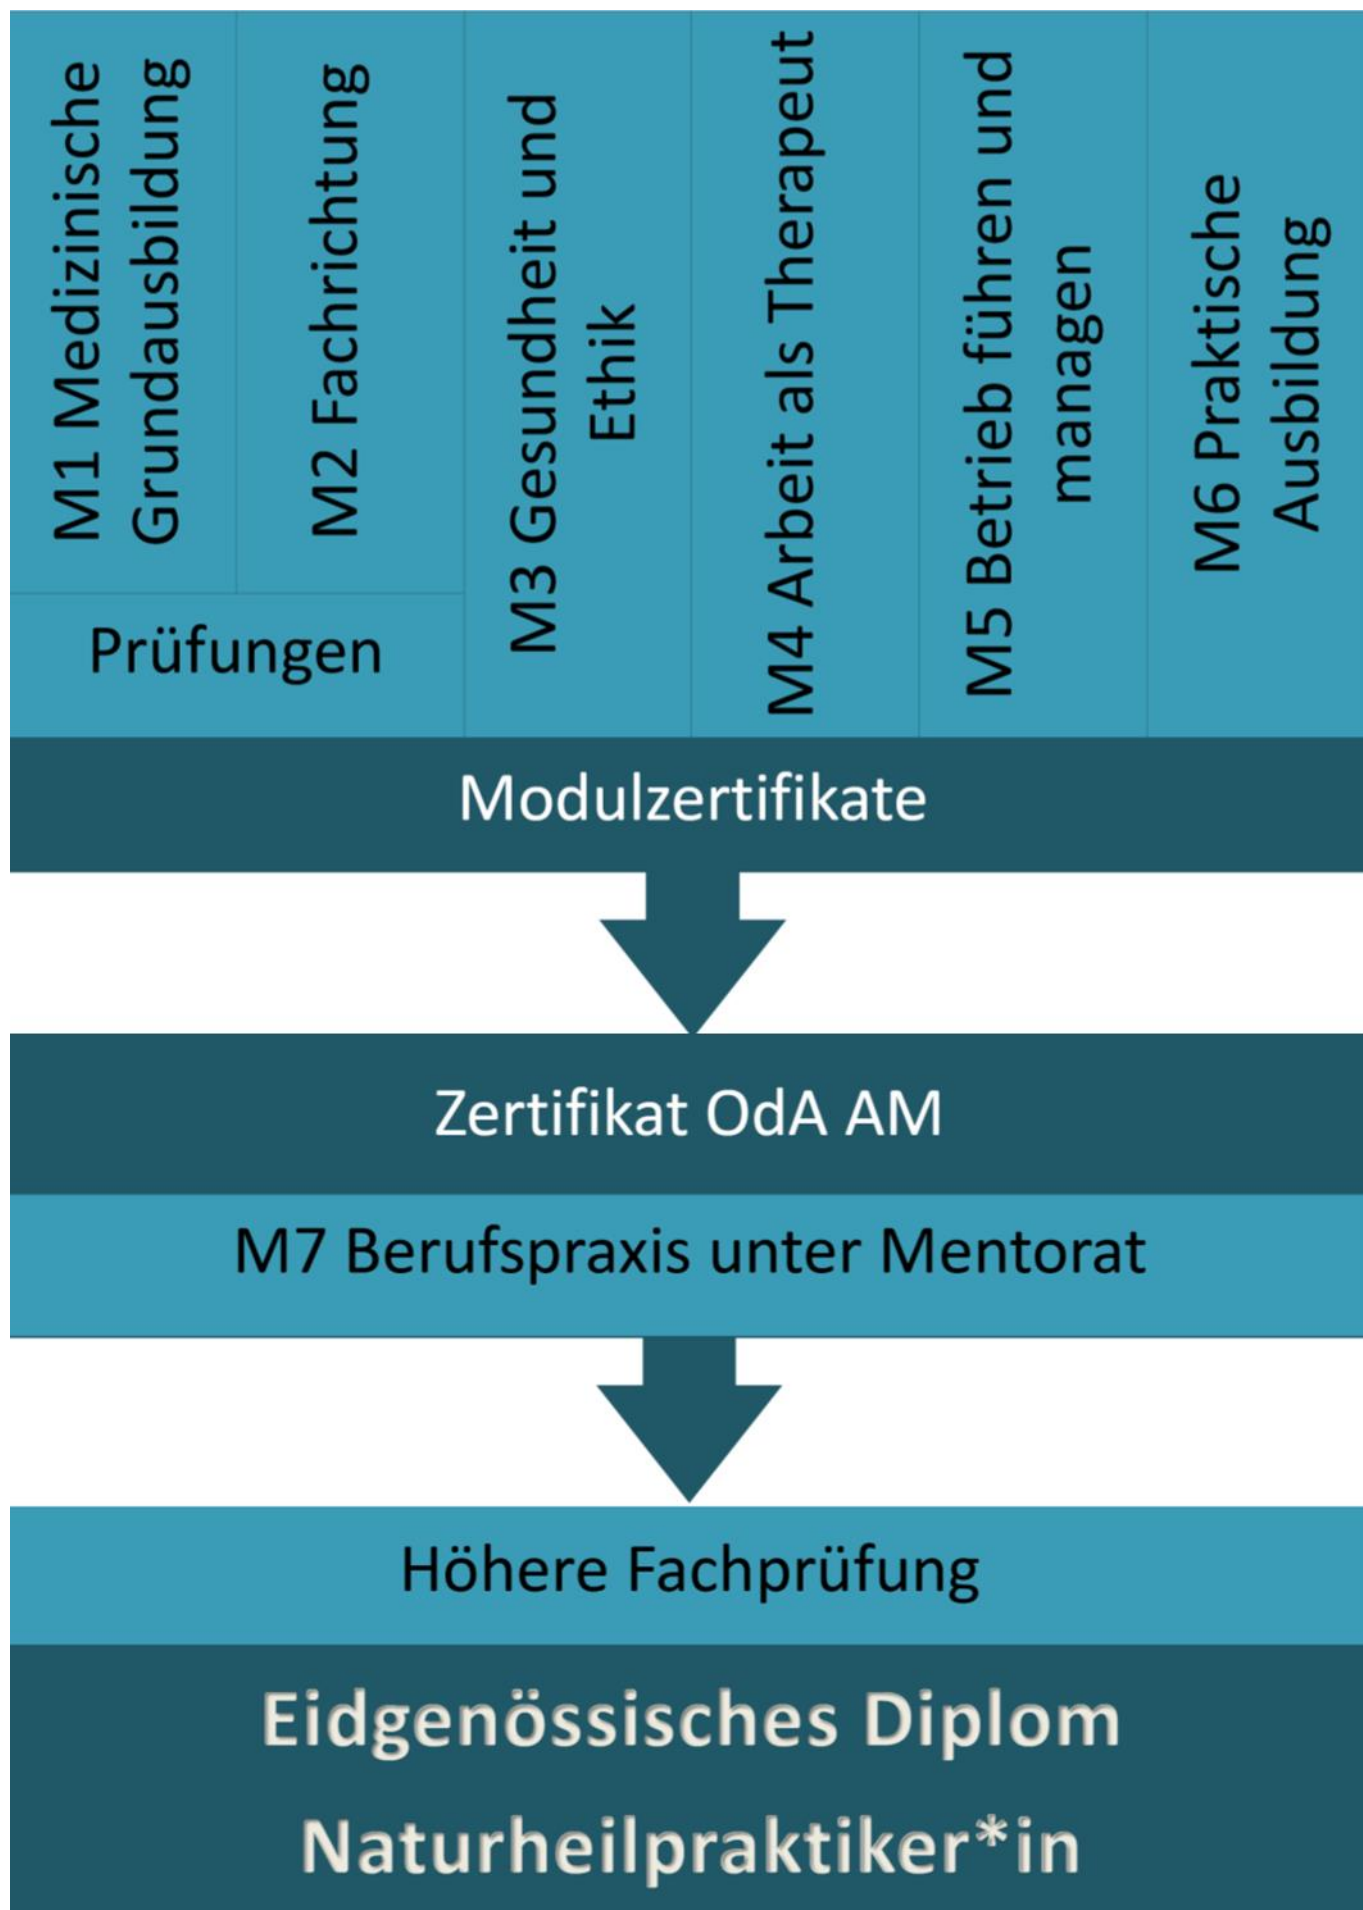 M1 Medizinische
Grundausbildung
M2 Fachrichtung
M3 Gesundheit und
Ethik
M4 Arbeit als Therapeut
M5 Betrieb führen und
managen
M6 Praktische
Ausbildung
Prüfungen
Modulzertifikate
Zertifikat OdA AM
M7 Berufspraxis unter Mentorat
Höhere Fachprüfung
Eidgenössisches Diplom
Naturheilpraktiker*in